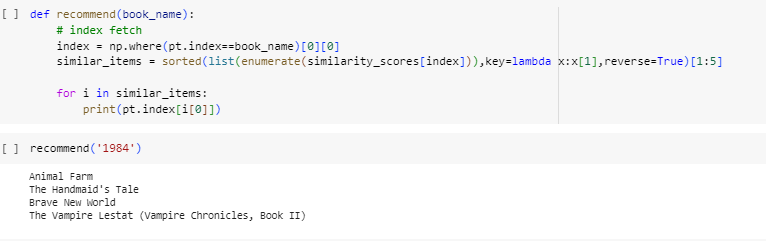 [ ] def recommend(book_name):
    # index fetch
    index = np.where(pt.index==book_name)[0][0]
    similar_items = sorted(list(enumerate(similarity_scores[index])),key=lambda x:x[1],reverse=True)[1:5]
    for i in similar_items:
        print(pt.index[i[0]])
[ ] recommend('1984')
Animal Farm
The Handmaid's Tale
Brave New World
The Vampire Lestat (Vampire Chronicles, Book II)